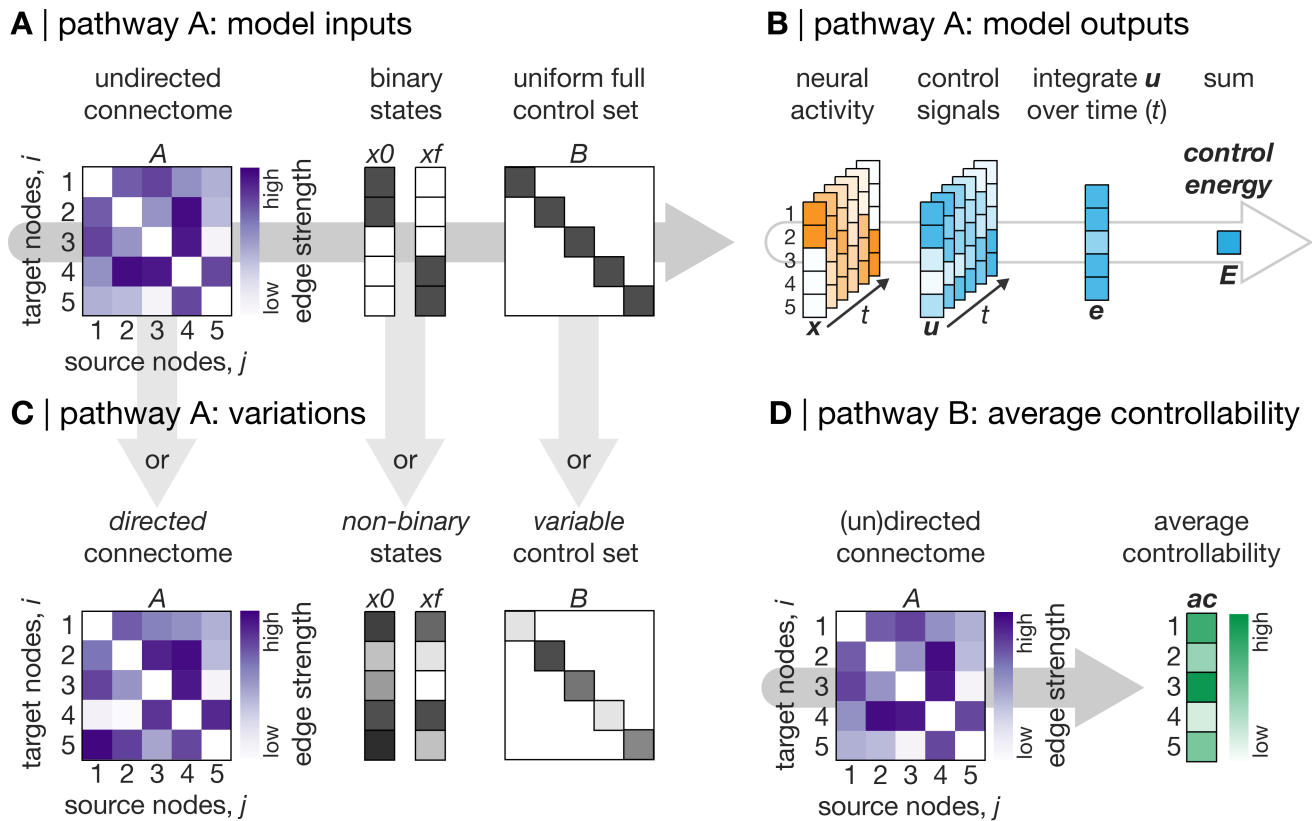 A | pathway A: model inputs
undirected
connectome
binary
states
uniform full
control set
A
x0 xf
B
target nodes, i
1
2
3
4
5
1 2 3 4 5
source nodes, j
high
low
edge strength
B | pathway A: model outputs
neural
activity
control
signals
integrate u
over time (t)
sum
control
energy
1
2
3
4
5
x
t
u
t
e
E
C | pathway A: variations
or
or
or
directed
connectome
non-binary
states
variable
control set
A
x0 xf
B
target nodes, i
1
2
3
4
5
1 2 3 4 5
source nodes, j
high
low
edge strength
D | pathway B: average controllability
(un)directed
connectome
average
controllability
A
ac
target nodes, i
1
2
3
4
5
1 2 3 4 5
source nodes, j
high
low
edge strength
1
2
3
4
5
high
low